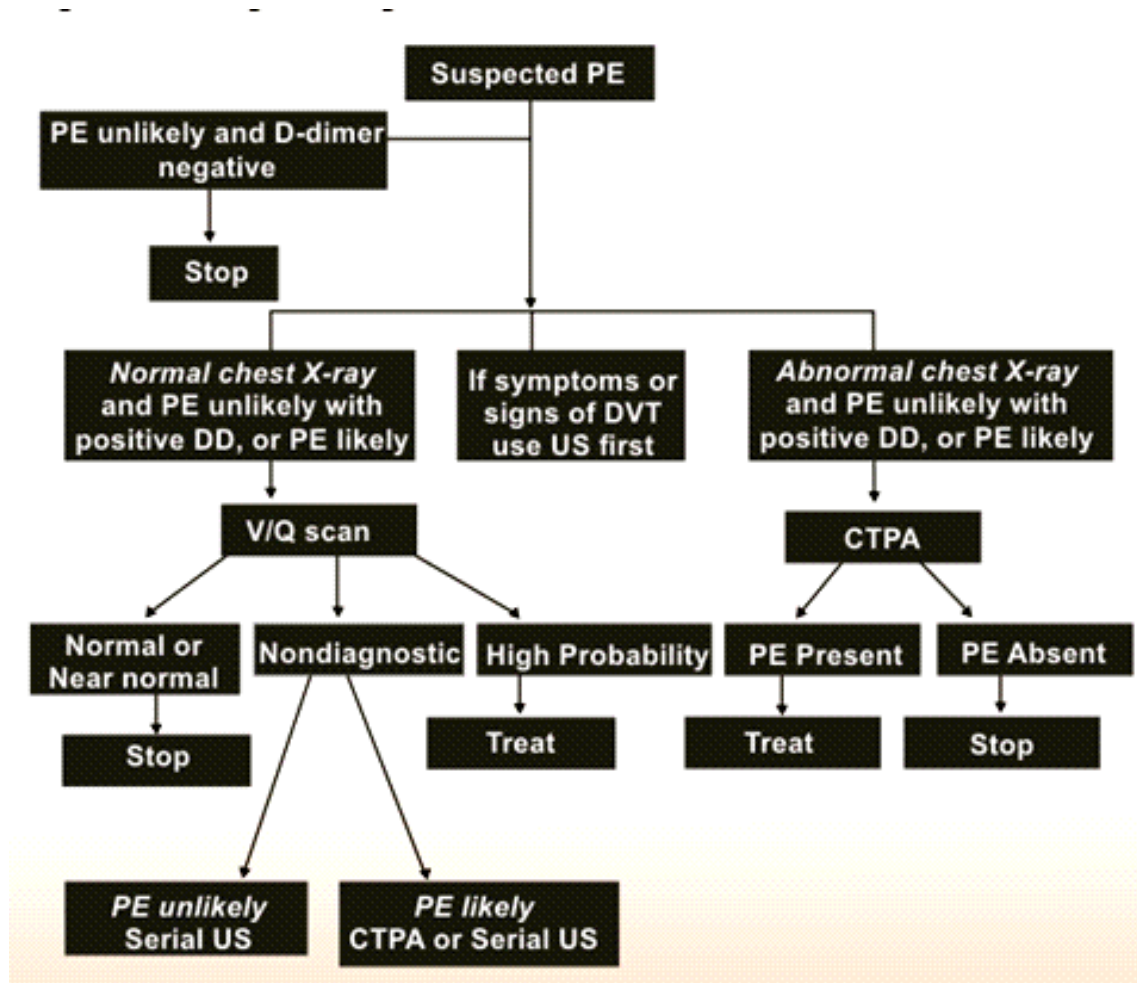 Suspected PE
PE unlikely and D-dimer
negative
Stop
Normal chest X-ray
and PE unlikely with
positive DD, or PE likely
If symptoms or
signs of DVT
use US first
Abnormal chest X-ray
and PE unlikely with
positive DD, or PE likely
V/Q scan
CTPA
Normal or
Near normal
Nondiagnostic
High Probability
PE Present
PE Absent
Stop
Treat
Treat
Stop
PE unlikely
Serial US
PE likely
CTPA or Serial US